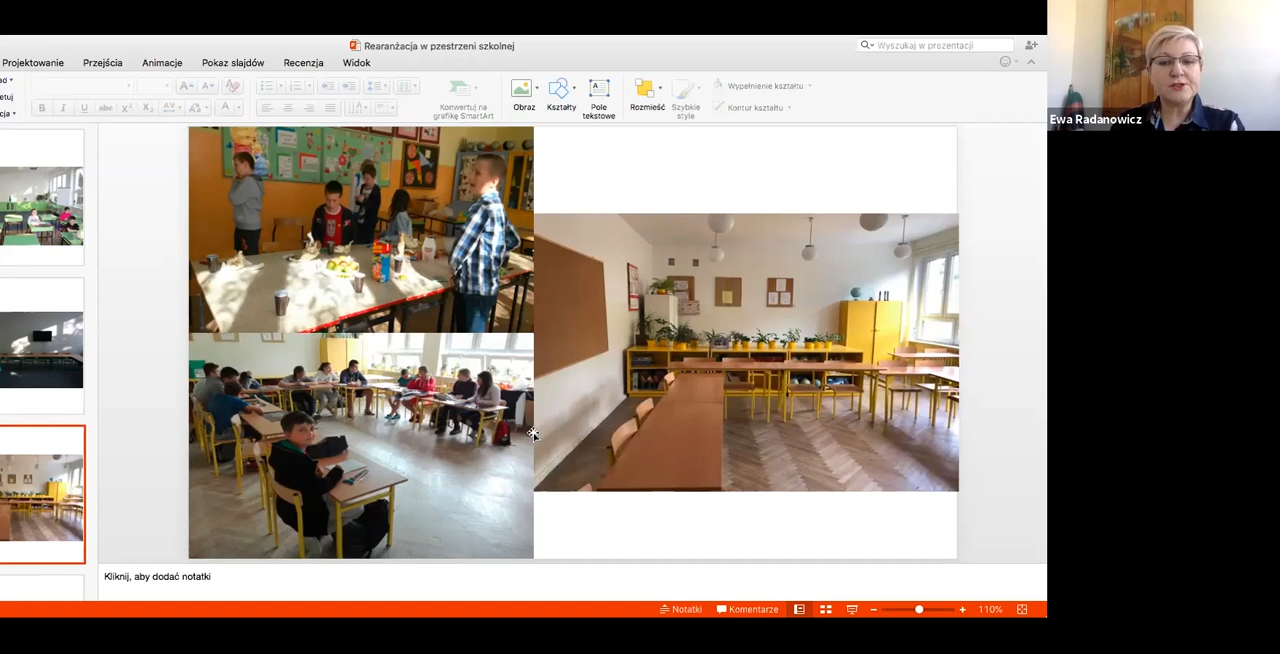 Rearanżacja w pzestrzeni szkolnej
Wyszukaj w prezentacji
Projektowanie
Przejścia
Animacje
Pokaz slajdów
Recenzja
Widok
Konwertuj na
grafikę SmartArt
Obraz
Kształty
Pole
tekstowe
Rozmieść
Szybkie
style
Wypełnienie kształtu
Kontur kształtu
Ewa Radanowicz
Kliknij, aby dodać notatki
Notatki
Komentarze
110%